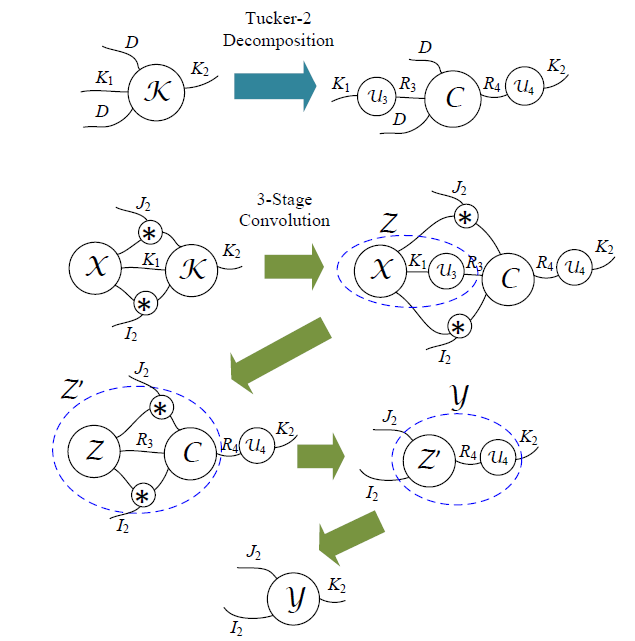 Tucker-2
Decomposition
D
K₁ 𝒦 K₂
D
D
K₁ 𝒰₃ R₃ C R₄ 𝒰₄ K₂
D
3-Stage
Convolution
J₂
*
𝒳 K₁ 𝒦 K₂
*
I₂
J₂
*
Z
𝒳 K₁ 𝒰₃ R₃ C R₄ 𝒰₄ K₂
*
I₂
Z'
J₂
*
Z R₃ C R₄ 𝒰₄ K₂
*
I₂
𝒴
J₂
Z' R₄ 𝒰₄ K₂
I₂
J₂
𝒴 K₂
I₂